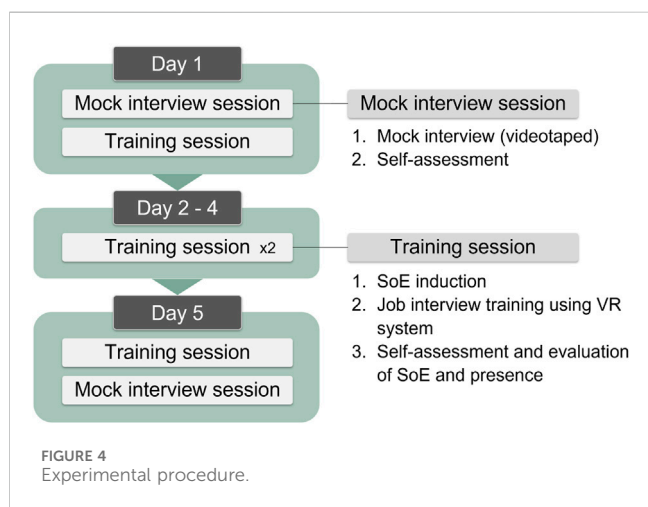 Day 1
Mock interview session
Training session
Mock interview session
1. Mock interview (videotaped)
2. Self-assessment
Day 2 - 4
Training session x2
Training session
1. SoE induction
2. Job interview training using VR
system
3. Self-assessment and evaluation
of SoE and presence
Day 5
Training session
Mock interview session
FIGURE 4
Experimental procedure.